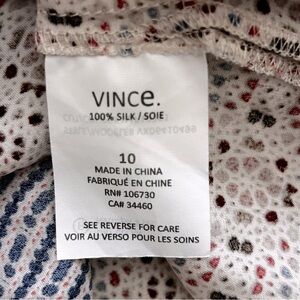 VINCe.
100% SILK / SOIE
10
MADE IN CHINA
FABRIQUÉ EN CHINE
RN# 106730
CA# 34460
SEE REVERSE FOR CARE
VOIR AU VERSO POUR LES SOINS